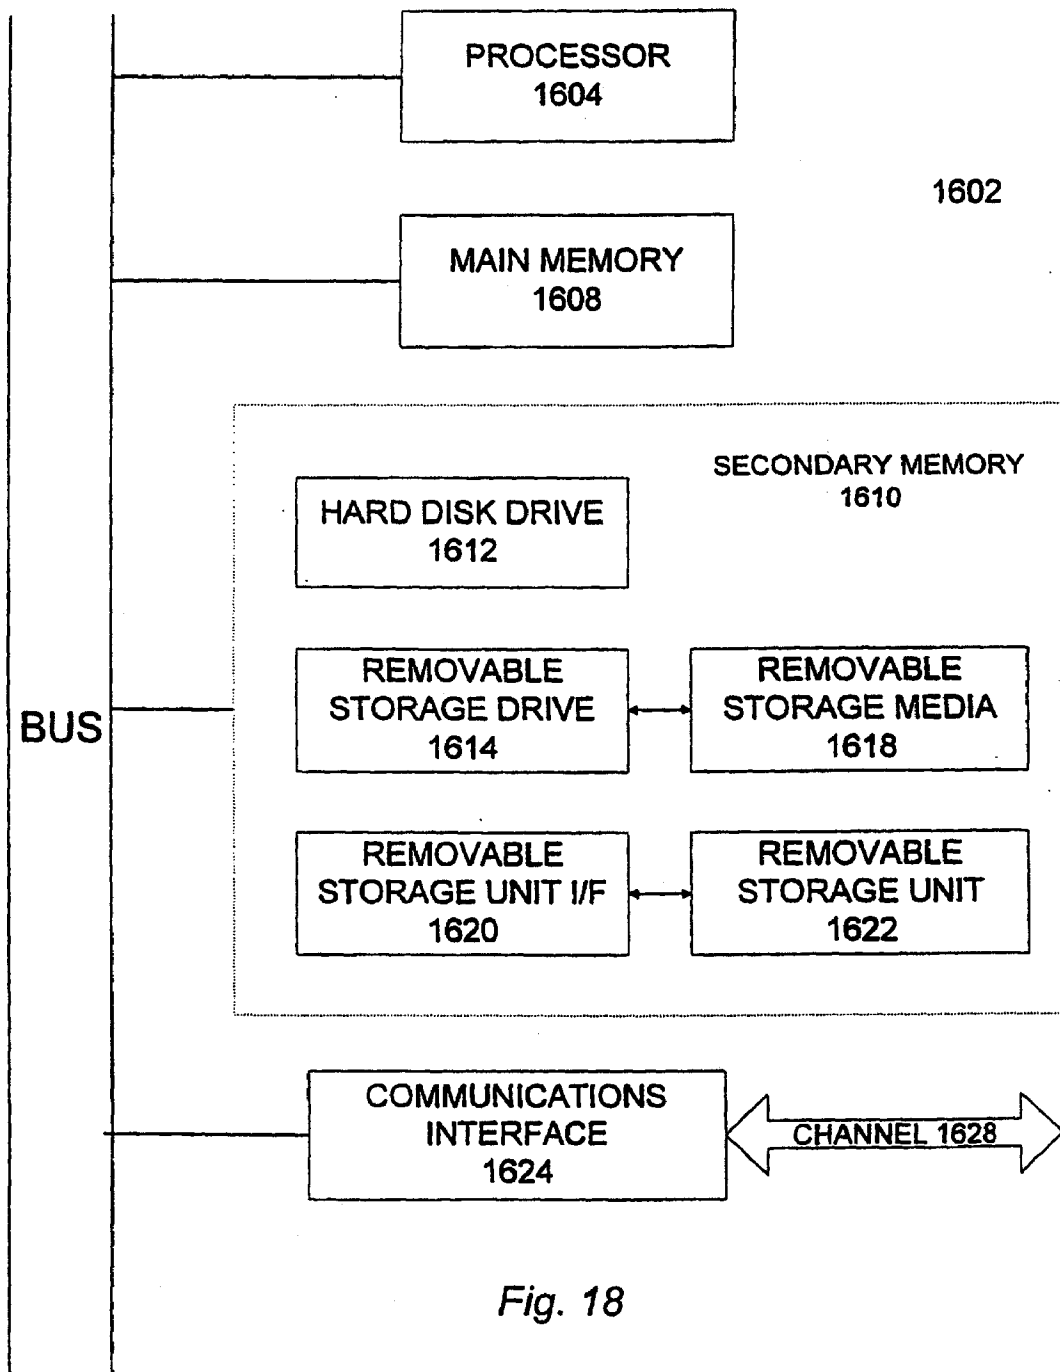 PROCESSOR
1604
1602
MAIN MEMORY
1608
SECONDARY MEMORY
1610
HARD DISK DRIVE
1612
REMOVABLE
STORAGE DRIVE
1614
REMOVABLE
STORAGE MEDIA
1618
BUS
REMOVABLE
STORAGE UNIT I/F
1620
REMOVABLE
STORAGE UNIT
1622
COMMUNICATIONS
INTERFACE
1624
CHANNEL 1628
Fig. 18